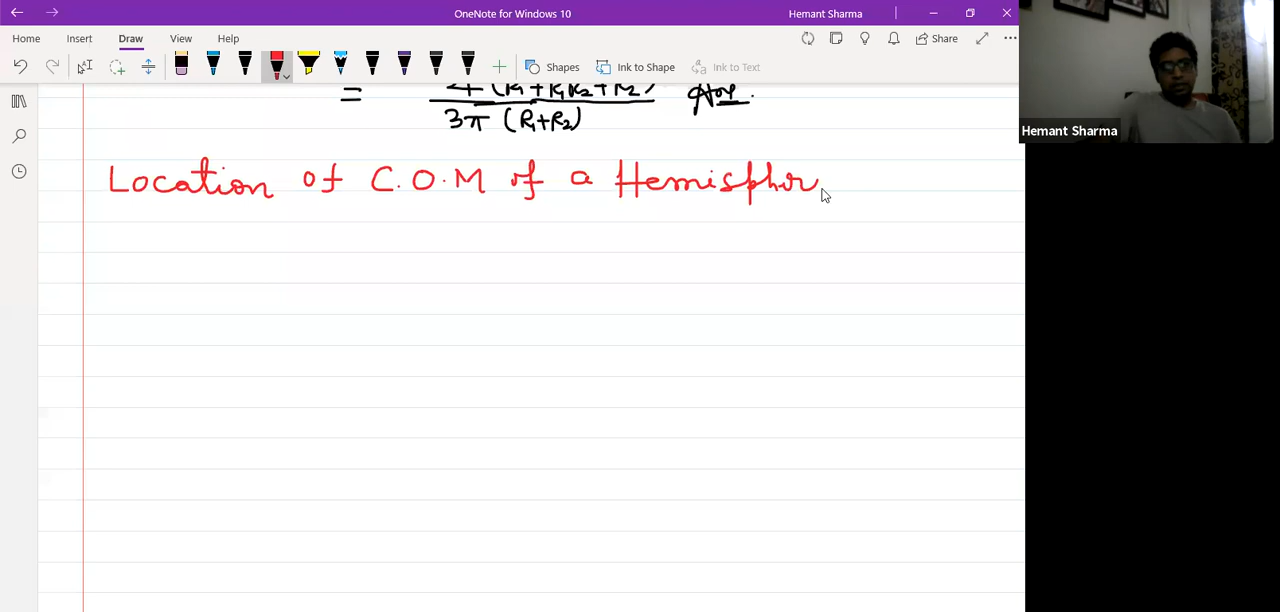 OneNote for Windows 10
Hemant Sharma
Home Insert Draw View Help
Share
Shapes Ink to Shape Ink to Text
=
3π (R1+R2)
Location of C.O.M of a Hemispher
Hemant Sharma